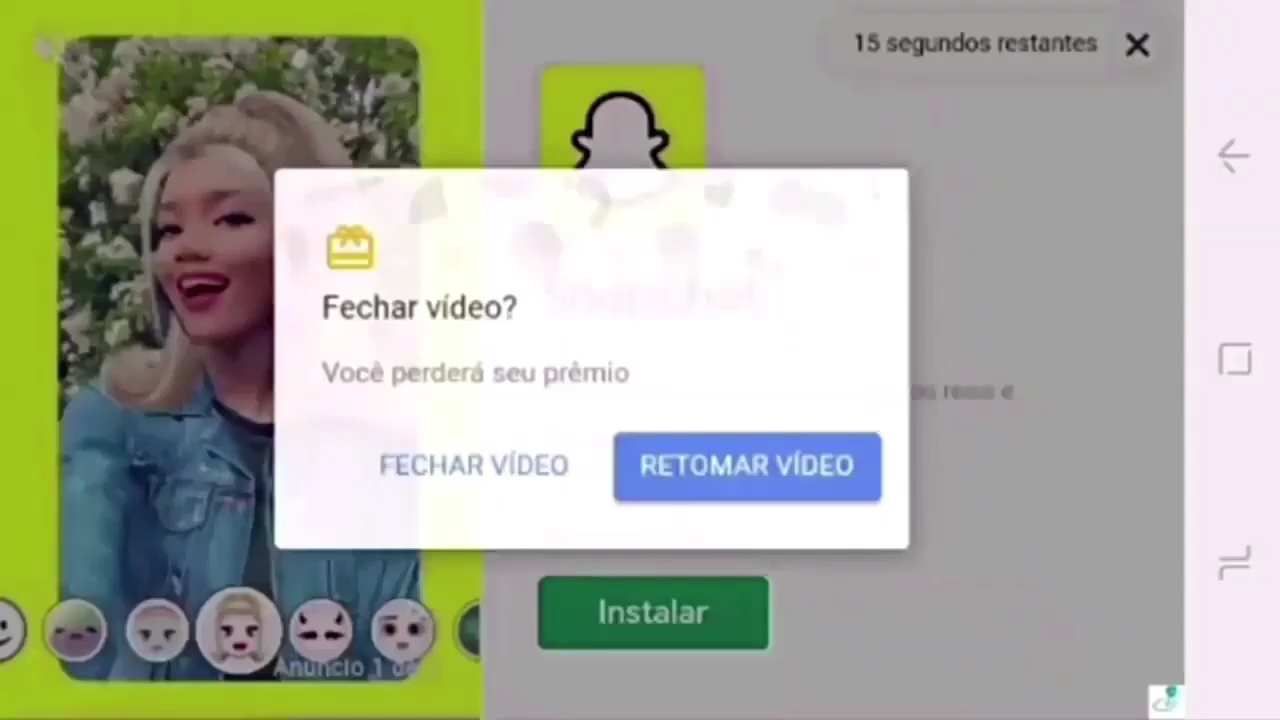 15 segundos restantes
Fechar vídeo?
Você perderá seu prêmio
FECHAR VÍDEO
RETOMAR VÍDEO
Instalar
Anúncio 1 de